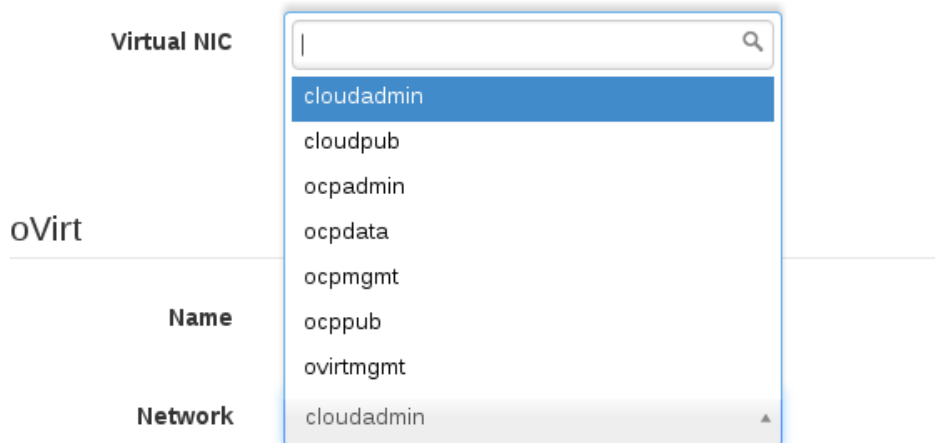 Virtual NIC
cloudadmin
cloudpub
ocpadmin
oVirt
ocpdata
ocpmgmt
Name
ocppub
ovirtmgmt
Network cloudadmin